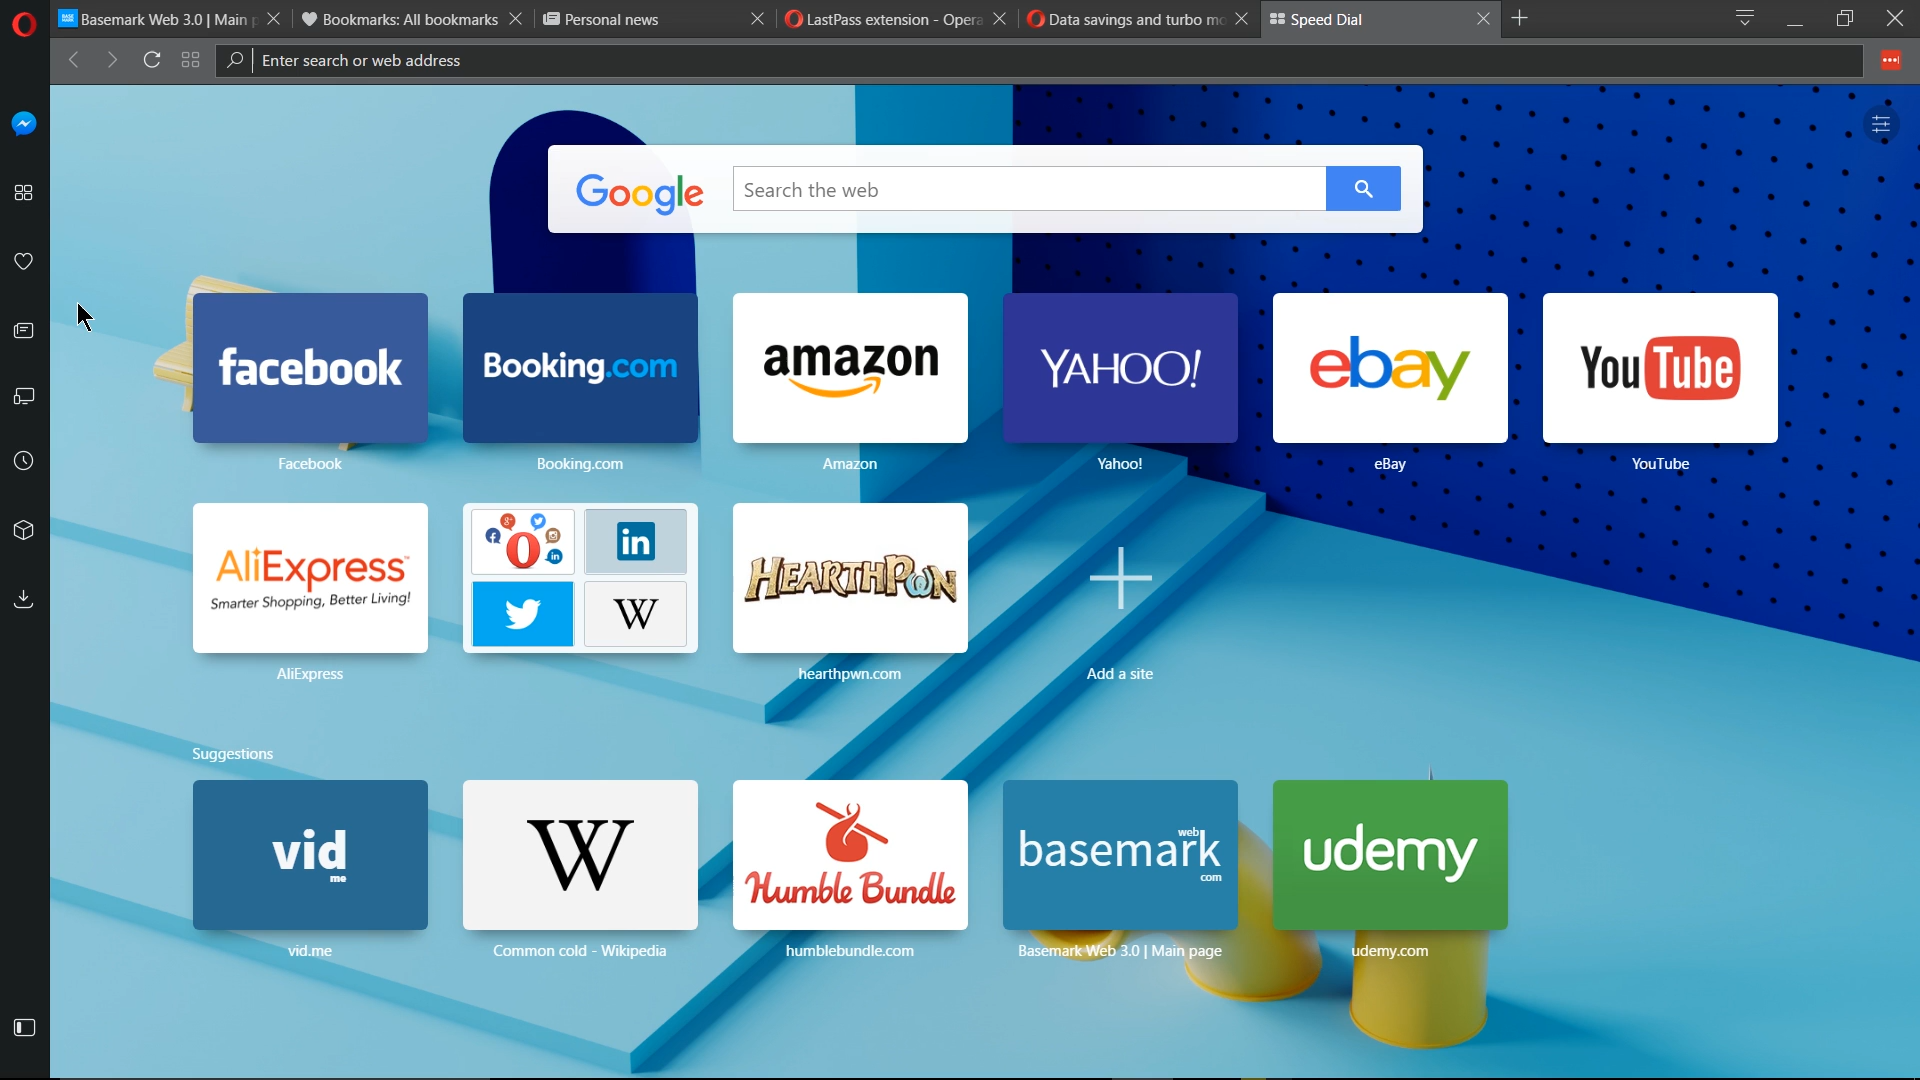 Basemark Web 3.0 | Main p
Bookmarks: All bookmarks
Personal news
LastPass extension - Opera
Data savings and turbo mo
Speed Dial
Enter search or web address
Google
Search the web
facebook
Booking.com
amazon
YAHOO!
ebay
YouTube
Facebook
Booking.com
Amazon
Yahoo!
eBay
YouTube
AliExpress
Smarter Shopping, Better Living!
in
W
HEARTHPWN
AliExpress
hearthpwn.com
Add a site
Suggestions
vid
me
W
Humble Bundle
web
basemark
com
udemy
vid.me
Common cold - Wikipedia
humblebundle.com
Basemark Web 3.0 | Main page
udemy.com